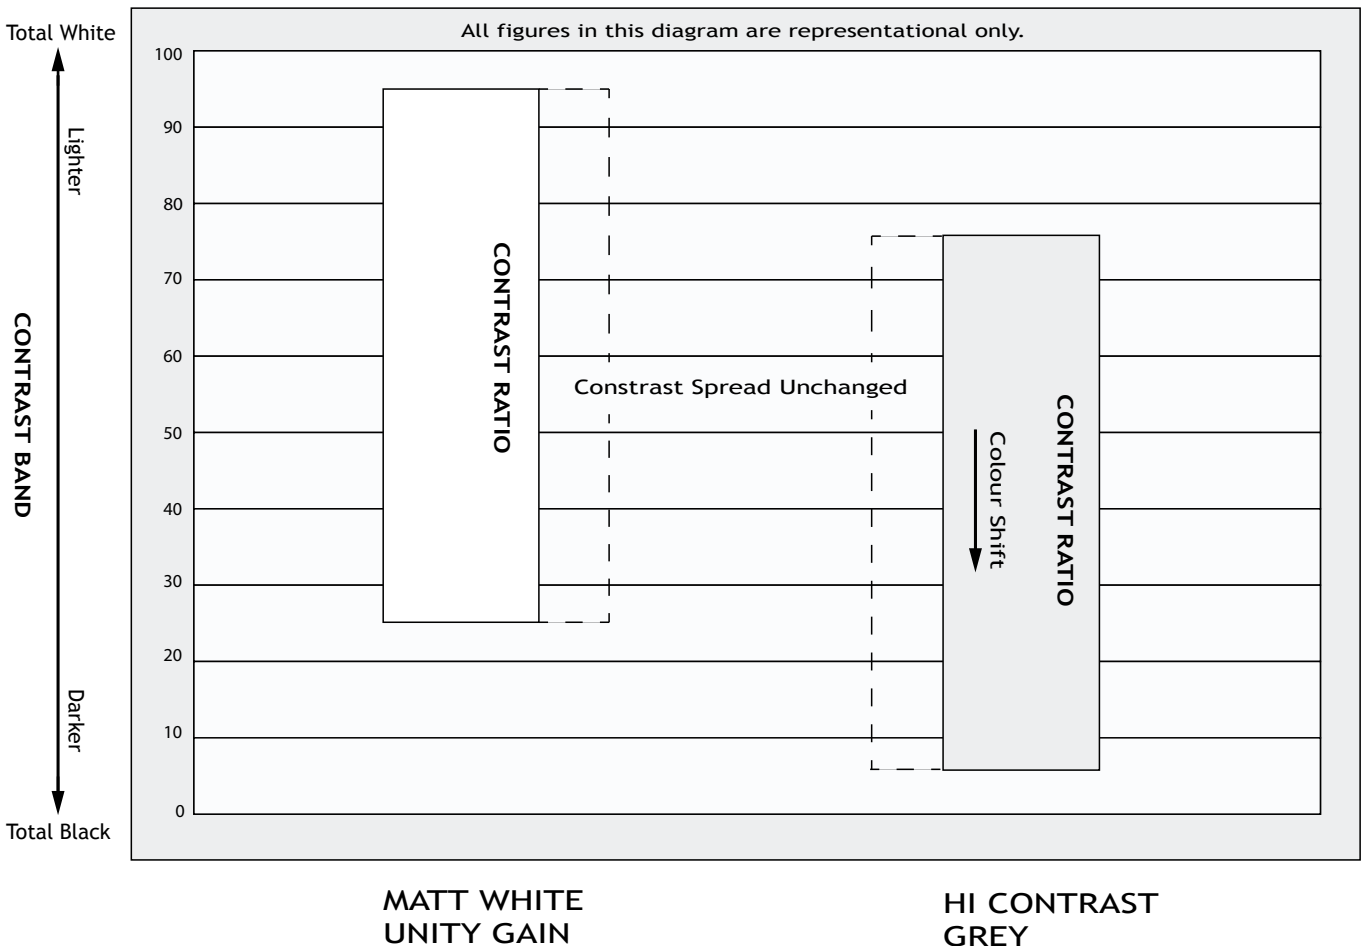 All figures in this diagram are representational only.
Total White
Lighter
CONTRAST BAND
Darker
Total Black
100
90
80
70
60
50
40
30
20
10
0
CONTRAST RATIO
Constrast Spread Unchanged
Colour Shift
CONTRAST RATIO
MATT WHITE
UNITY GAIN
HI CONTRAST
GREY